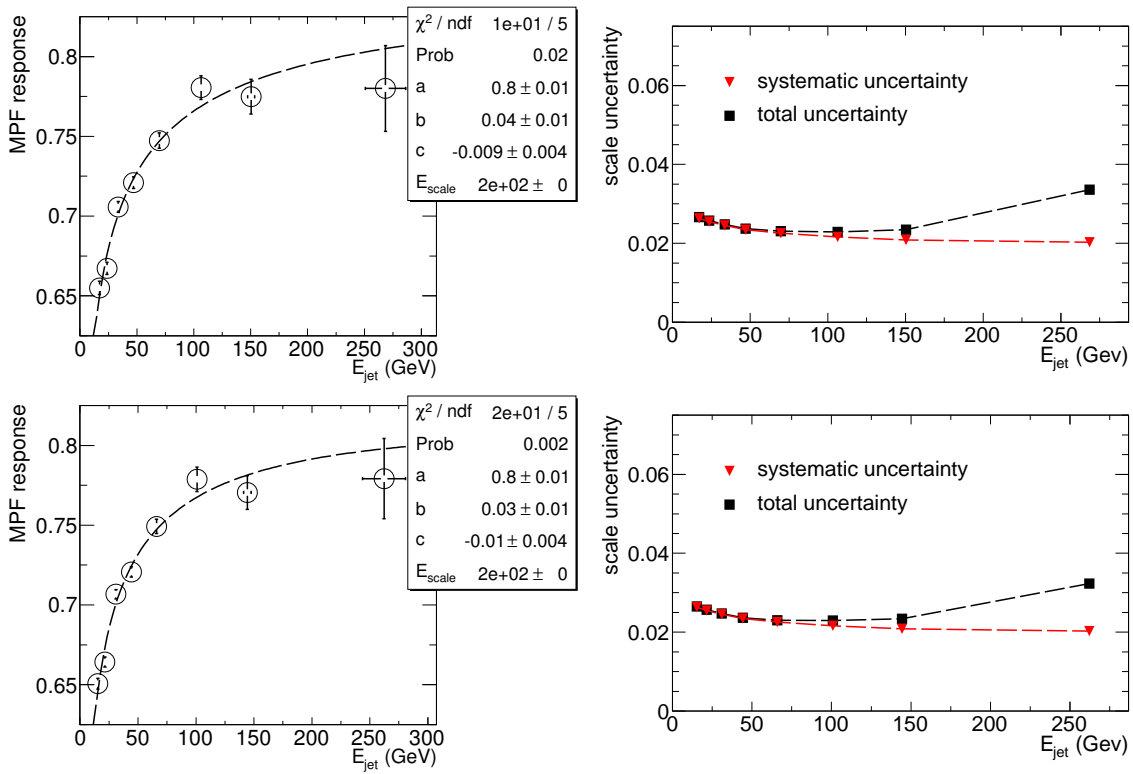 MPF response
0.8
0.75
0.7
0.65
0 50 100 150 200 250 300
E_jet (GeV)
χ² / ndf 1e+01 / 5
Prob 0.02
a 0.8 ± 0.01
b 0.04 ± 0.01
c -0.009 ± 0.004
E_scale 2e+02 ± 0
scale uncertainty
0.06
0.04
0.02
0
systematic uncertainty
total uncertainty
0 50 100 150 200 250
E_jet (Gev)
MPF response
0.8
0.75
0.7
0.65
0 50 100 150 200 250 300
E_jet (GeV)
χ² / ndf 2e+01 / 5
Prob 0.002
a 0.8 ± 0.01
b 0.03 ± 0.01
c -0.01 ± 0.004
E_scale 2e+02 ± 0
scale uncertainty
0.06
0.04
0.02
0
systematic uncertainty
total uncertainty
0 50 100 150 200 250
E_jet (Gev)